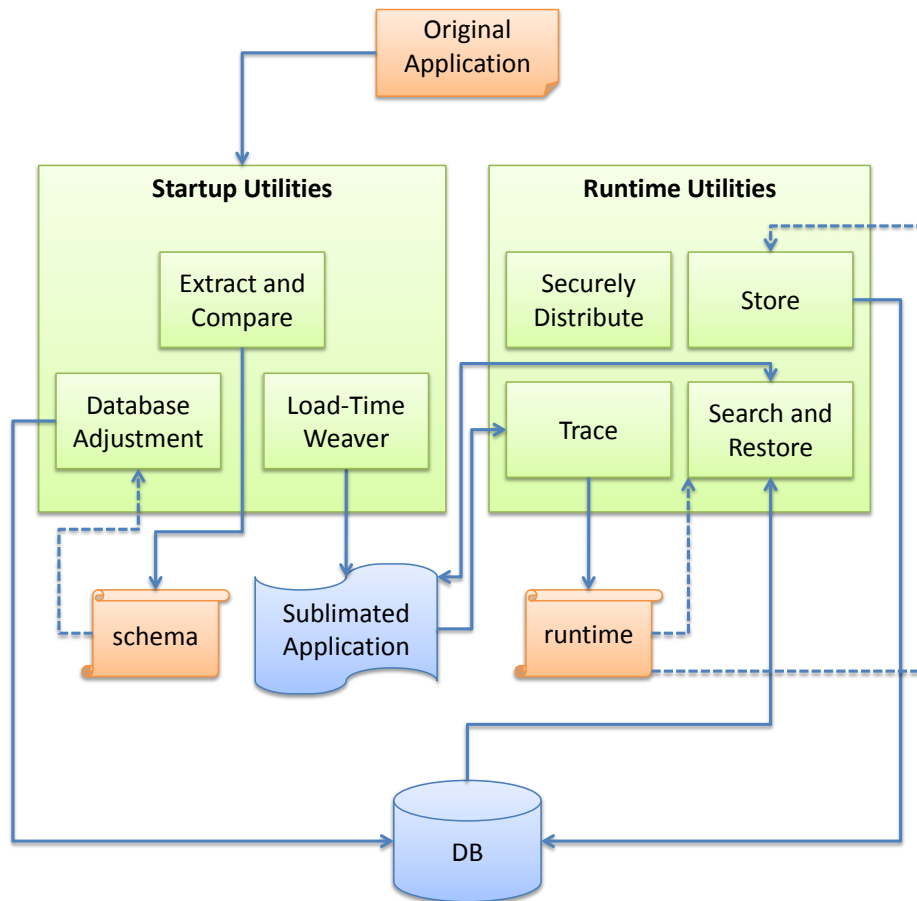 Original
Application
Startup Utilities
Extract and
Compare
Database
Adjustment
Load-Time
Weaver
Runtime Utilities
Securely
Distribute
Store
Trace
Search and
Restore
schema
Sublimated
Application
runtime
DB